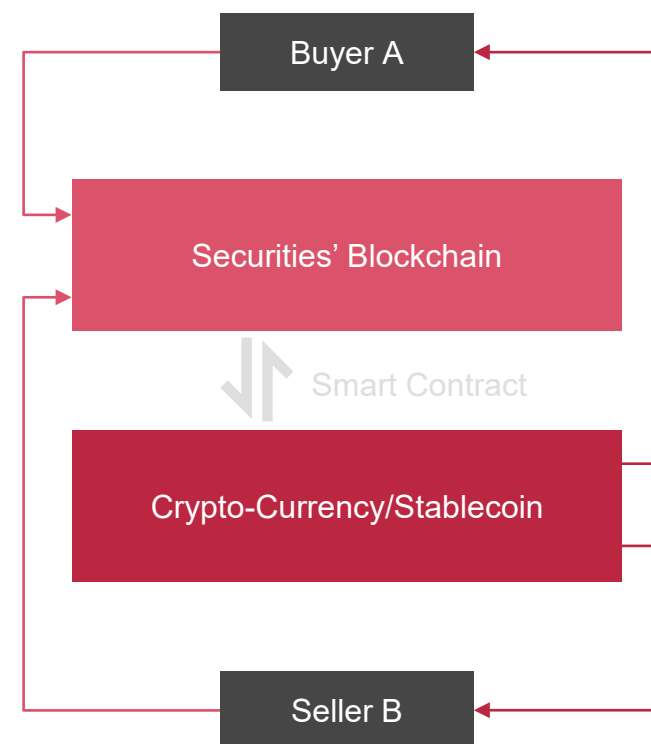 Buyer A
Securities’ Blockchain
Smart Contract
Crypto-Currency/Stablecoin
Seller B